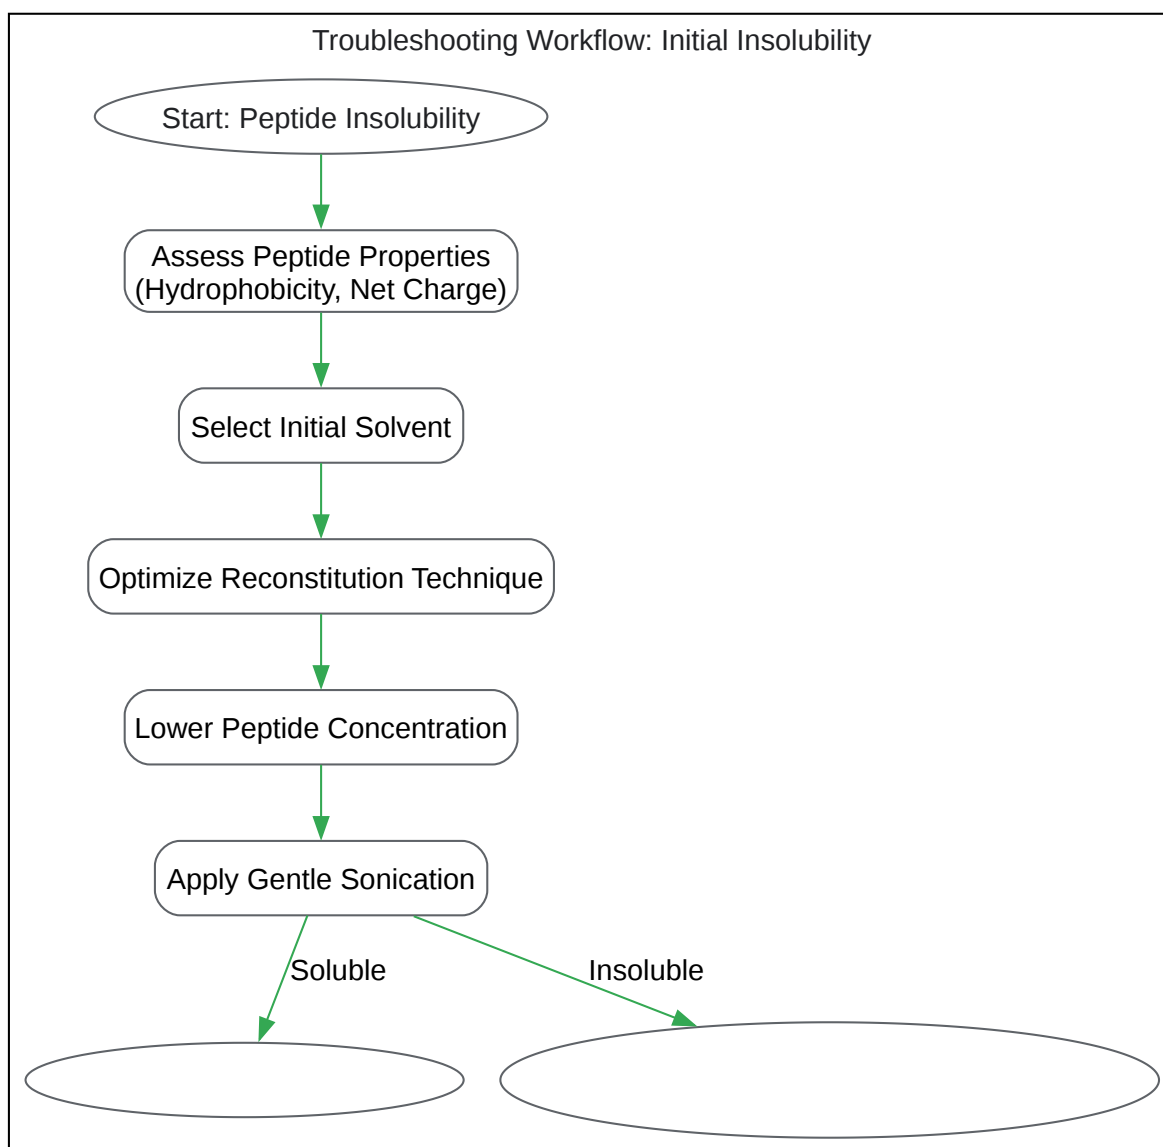 Troubleshooting Workflow: Initial Insolubility
Start: Peptide Insolubility
Assess Peptide Properties
(Hydrophobicity, Net Charge)
Select Initial Solvent
Optimize Reconstitution Technique
Lower Peptide Concentration
Apply Gentle Sonication
Soluble
Insoluble